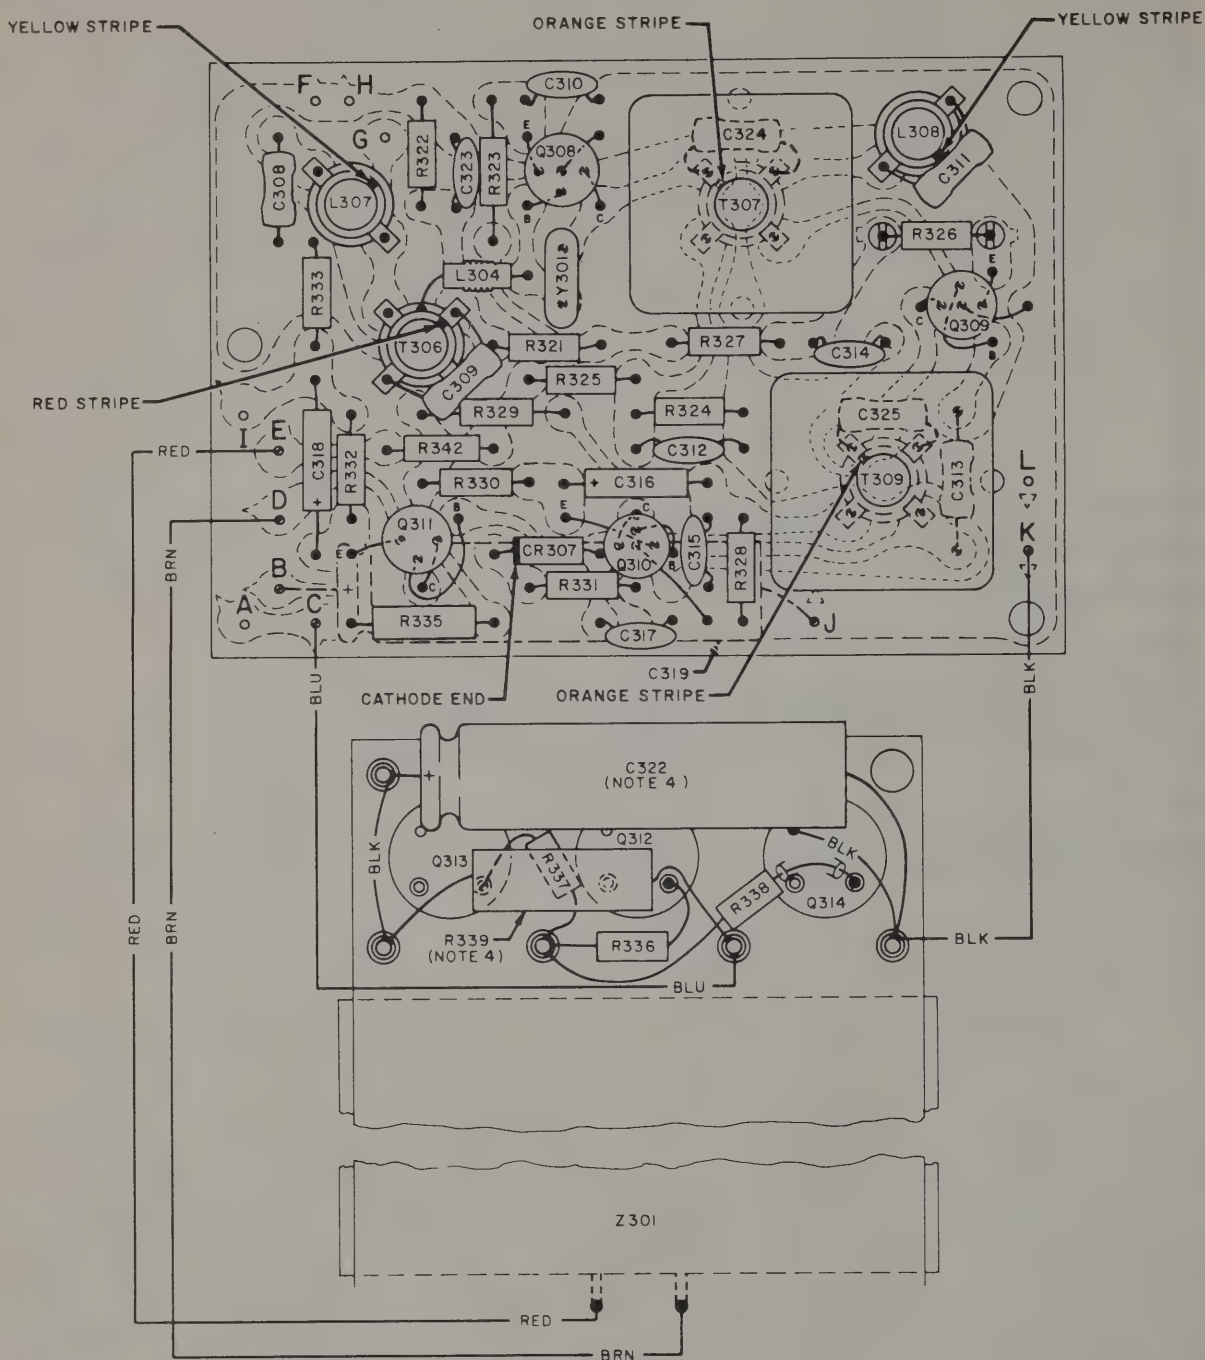 YELLOW STRIPE
ORANGE STRIPE
YELLOW STRIPE
F H
C310
G
E
C324
L308
C311
C308
R322
C323
R323
Q308
L307
T307
B
C
R326
R333
L304
Y301
E
C
Q309
B
T306
R321
R327
C314
C309
R325
RED STRIPE
R329
R324
C325
I
E
RED
C318
+
R332
R342
C312
L
R330
+ C316
T309
C313
D
BRN
Q311
B
E
C
K
E
CR307
Q310
B
C315
R328
B
+
C
R331
A
C
R335
C317
J
BLU
C319
CATHODE END
ORANGE STRIPE
BLK
+
C322
(NOTE 4)
BLK
Q313
R337
Q312
BLK
R338
Q314
RED
BRN
R339
(NOTE 4)
R336
BLK
BLU
Z301
RED
BRN